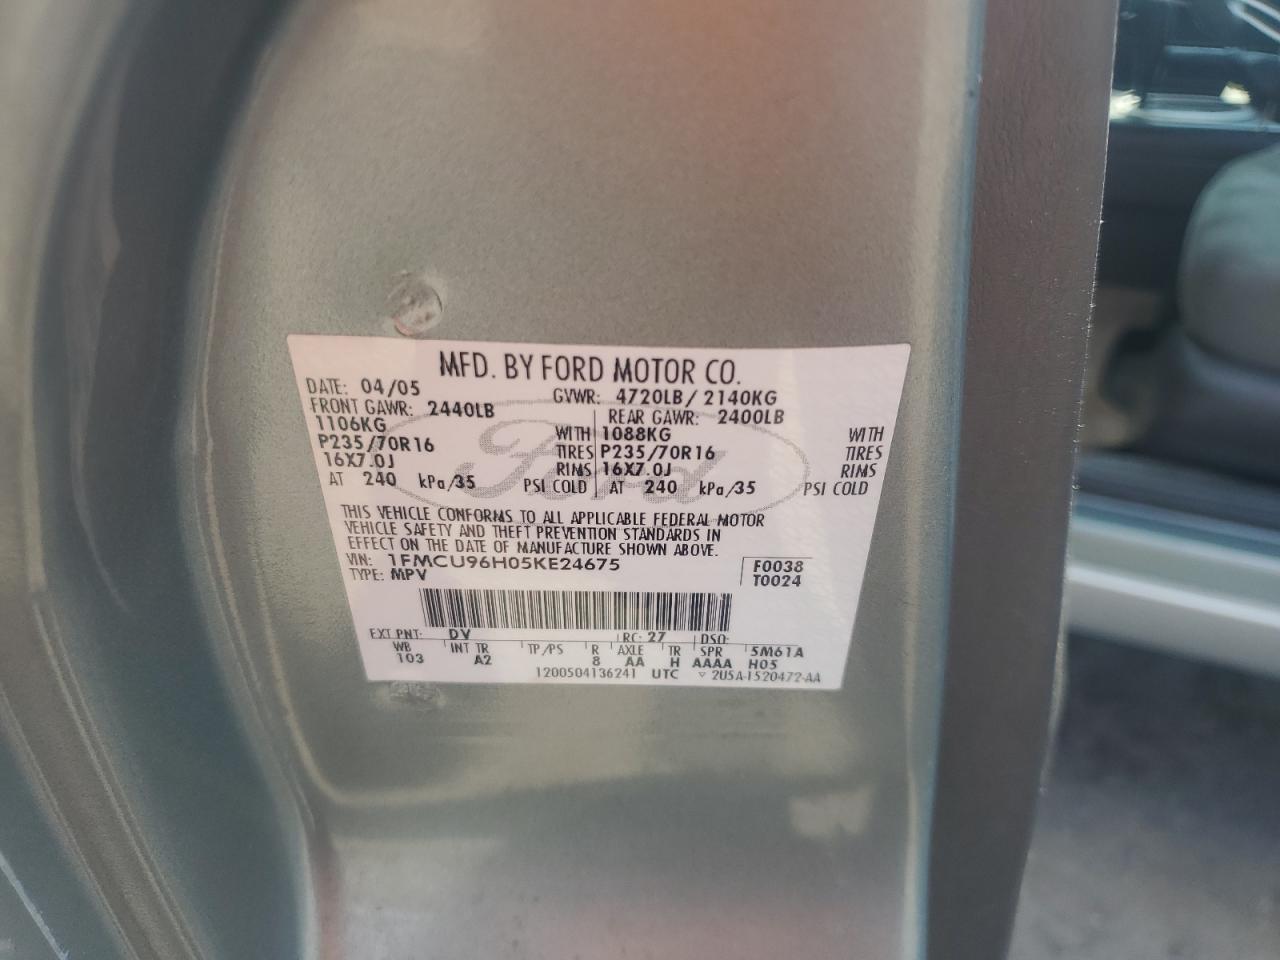 MFD. BY FORD MOTOR CO.
DATE: 04/05 GVWR: 4720LB / 2140KG
FRONT GAWR: 2440LB REAR GAWR: 2400LB
1106KG WITH 1088KG WITH
P235/70R16 TIRES P235/70R16 TIRES
16X7.0J RIMS 16X7.0J RIMS
AT 240 kPa/35 PSI COLD AT 240 kPa/35 PSI COLD
Ford
THIS VEHICLE CONFORMS TO ALL APPLICABLE FEDERAL MOTOR
VEHICLE SAFETY AND THEFT PREVENTION STANDARDS IN
EFFECT ON THE DATE OF MANUFACTURE SHOWN ABOVE.
VIN: 1FMCU96H05KE24675 F0038
TYPE: MPV T0024
EXT PNT: DV RC: 27 DSO:
WB INT TR TP/PS R AXLE TR SPR 5M61A
103 A2 8 AA H AAAA H05
1200504136241 UTC ▽ 2U5A-1520472-AA